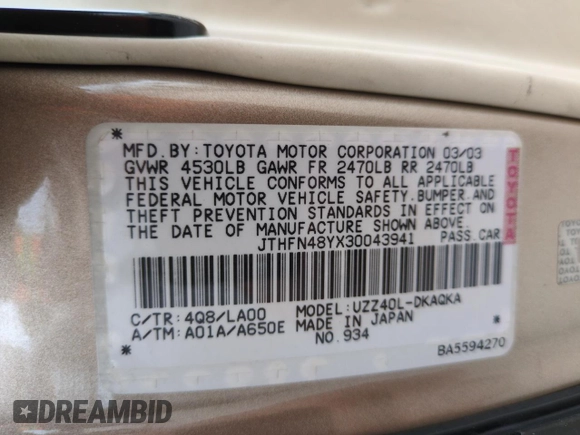 MFD. BY: TOYOTA MOTOR CORPORATION 03/03
GVWR 4530LB GAWR FR 2470LB RR 2470LB
THIS VEHICLE CONFORMS TO ALL APPLICABLE
FEDERAL MOTOR VEHICLE SAFETY, BUMPER, AND
THEFT PREVENTION STANDARDS IN EFFECT ON
THE DATE OF MANUFACTURE SHOWN ABOVE.
JTHFN48YX30043941 PASS. CAR
TOYOTA
C/TR: 4Q8/LA00 MODEL: UZZ40L-DKAQKA
A/TM: A01A/A650E MADE IN JAPAN
NO. 934
BA5594270
DREAMBID